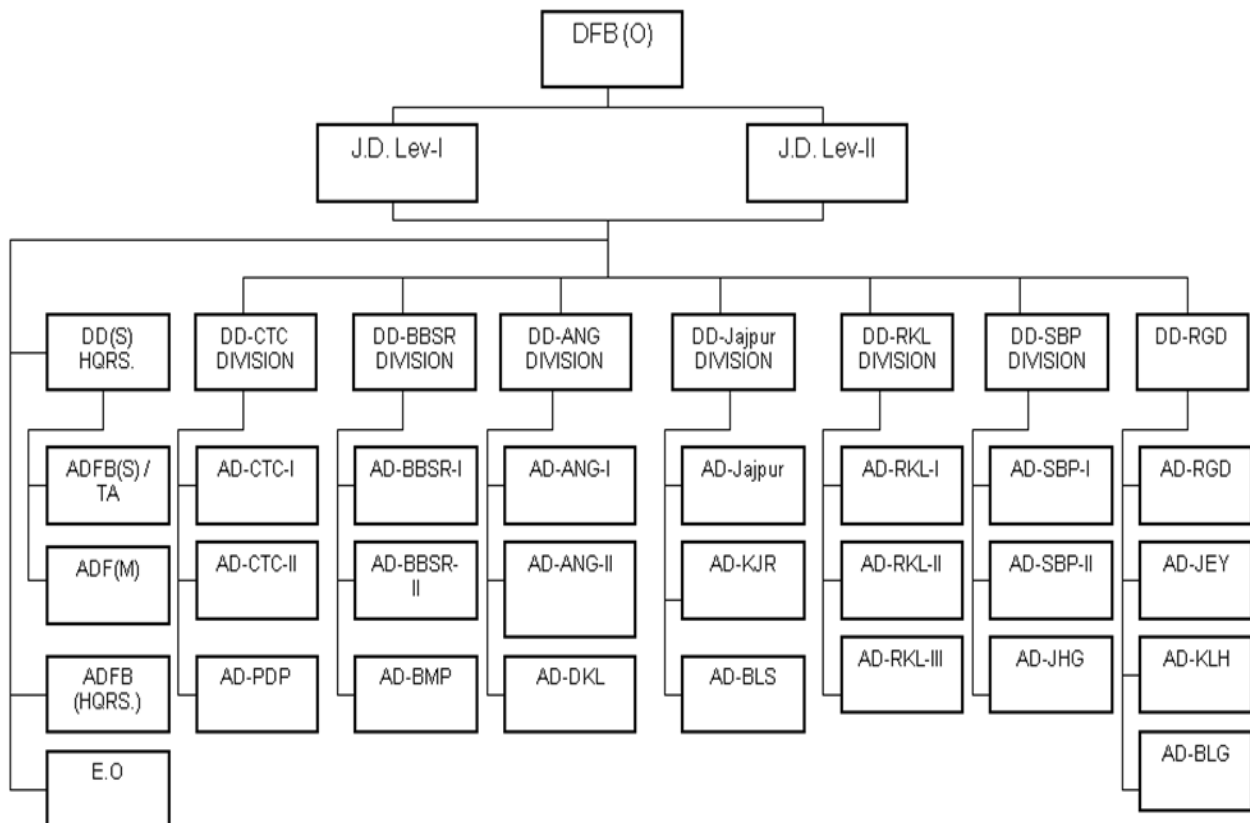 DFB (O)
J.D. Lev-I
J.D. Lev-II
DD(S)
HQRS.
DD-CTC
DIVISION
DD-BBSR
DIVISION
DD-ANG
DIVISION
DD-Jajpur
DIVISION
DD-RKL
DIVISION
DD-SBP
DIVISION
DD-RGD
ADFB(S) /
TA
AD-CTC-I
AD-BBSR-I
AD-ANG-I
AD-Jajpur
AD-RKL-I
AD-SBP-I
AD-RGD
ADF(M)
AD-CTC-II
AD-BBSR-
II
AD-ANG-II
AD-KJR
AD-RKL-II
AD-SBP-II
AD-JEY
ADFB
(HQRS.)
AD-PDP
AD-BMP
AD-DKL
AD-BLS
AD-RKL-III
AD-JHG
AD-KLH
E.O
AD-BLG